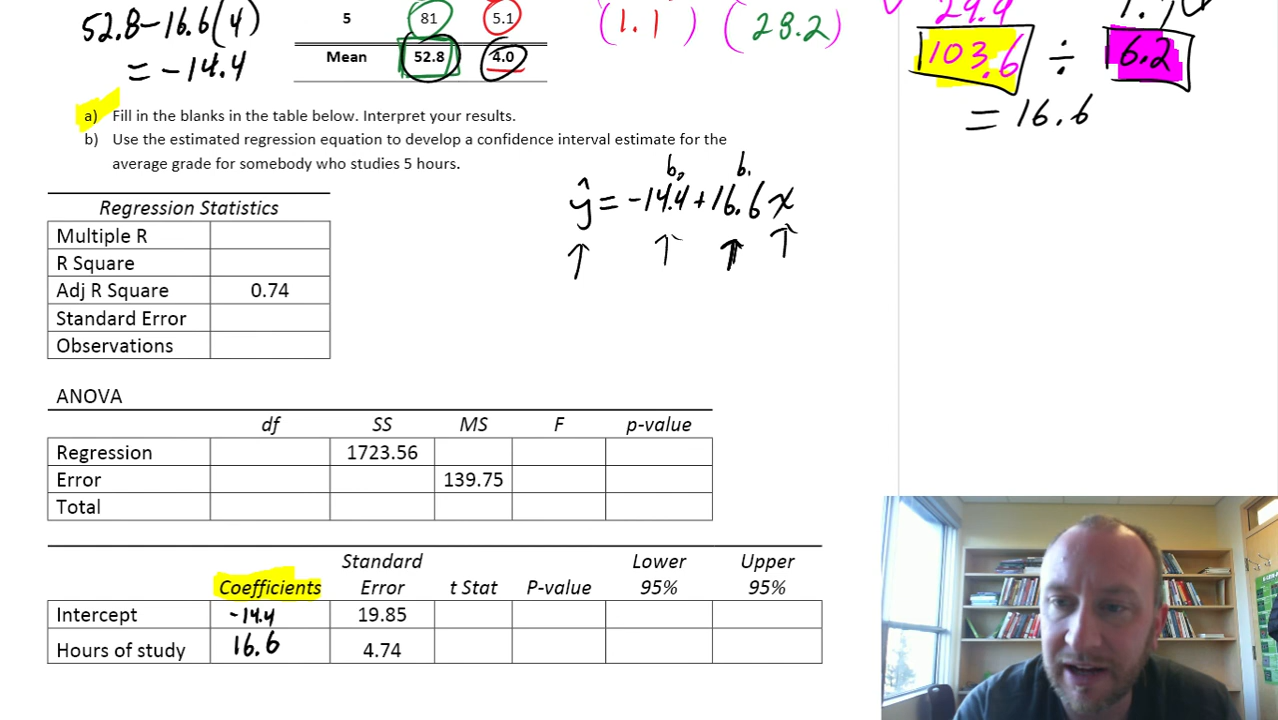 52.8-16.6(4)
= -14.4
5 81 5.1
Mean 52.8 4.0
(1.1) (28.2)
103.6 ÷ 6.2
= 16.6
a) Fill in the blanks in the table below. Interpret your results.
b) Use the estimated regression equation to develop a confidence interval estimate for the
average grade for somebody who studies 5 hours.
b₀ b₁
ŷ = -14.4+16.6x
↑ ↑ ↑ ↑
Regression Statistics
Multiple R
R Square
Adj R Square 0.74
Standard Error
Observations
ANOVA
df SS MS F p-value
Regression 1723.56
Error 139.75
Total
Standard Lower Upper
Coefficients Error t Stat P-value 95% 95%
Intercept -14.4 19.85
Hours of study 16.6 4.74